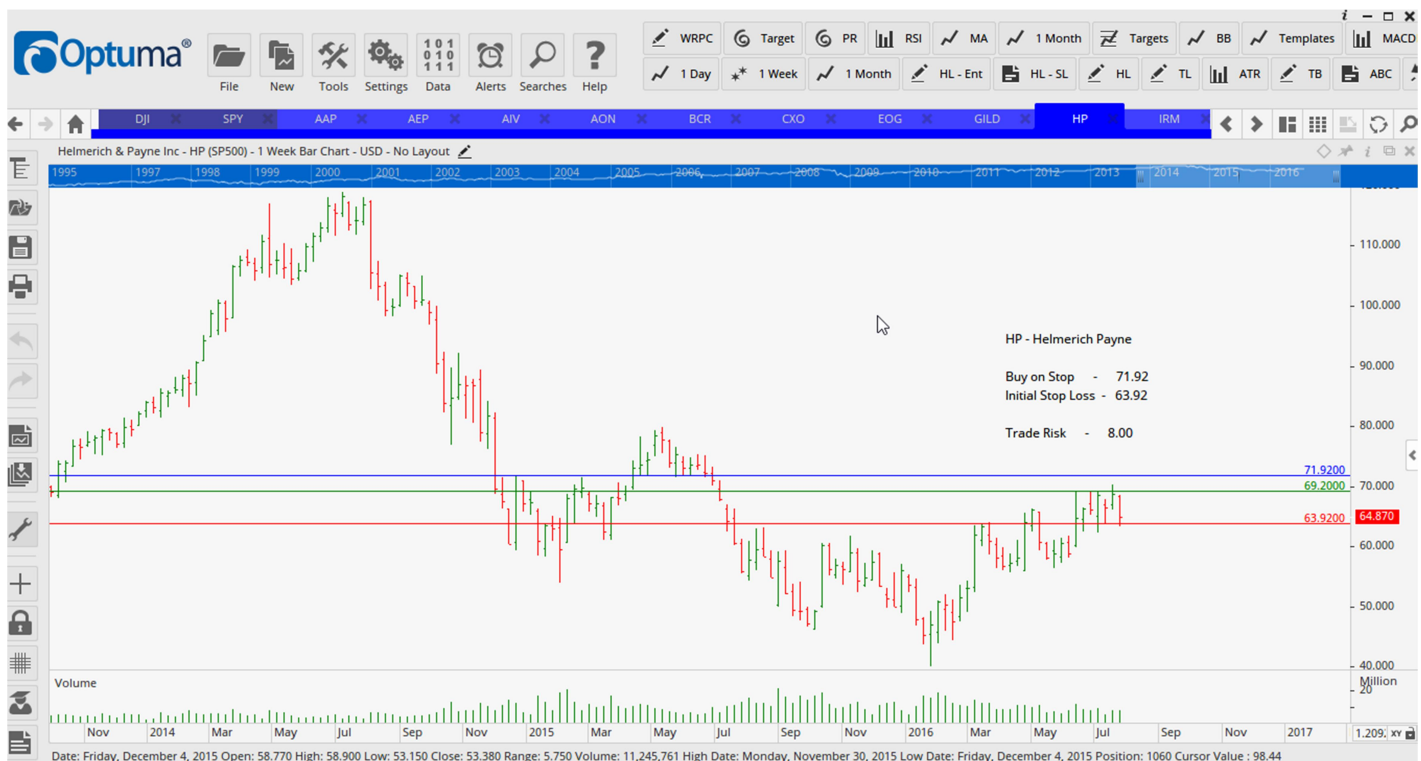 i
Optuma®
File New Tools Settings Data Alerts Searches Help
101
010
111
WRPC Target PR RSI MA 1 Month Targets BB Templates MACD
1 Day 1 Week 1 Month HL - Ent HL - SL HL TL ATR TB ABC
DJI SPY AAP AEP AIV AON BCR CXO EOG GILD HP IRM
Helmerich & Payne Inc - HP (SP500) - 1 Week Bar Chart - USD - No Layout
1995 1997 1998 1999 2000 2001 2002 2003 2004 2005 2006 2007 2008 2009 2010 2011 2012 2013 2014 2015 2016
110.000
100.000
HP - Helmerich Payne
90.000
Buy on Stop - 71.92
Initial Stop Loss - 63.92
Trade Risk - 8.00
80.000
71.9200
69.2000
70.000
63.9200
64.870
60.000
50.000
40.000
Volume
Million
20
Nov 2014 Mar May Jul Sep Nov 2015 Mar May Jul Sep Nov 2016 Mar May Jul Sep Nov 2017 1.209, XY
Date: Friday, December 4, 2015 Open: 58.770 High: 58.900 Low: 53.150 Close: 53.380 Range: 5.750 Volume: 11,245,761 High Date: Monday, November 30, 2015 Low Date: Friday, December 4, 2015 Position: 1060 Cursor Value : 98.44